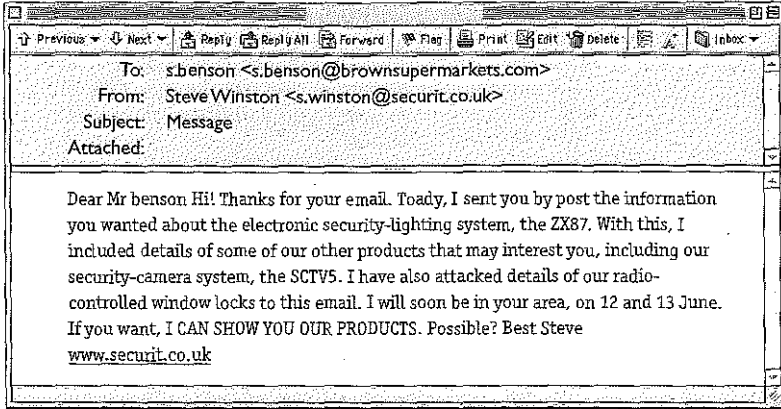 Previous Next Reply Reply All Forward Flag Print Edit Delete Inbox
To: s.benson <s.benson@brownsupermarkets.com>
From: Steve Winston <s.winston@securit.co.uk>
Subject: Message
Attached:
Dear Mr benson Hi! Thanks for your email. Toady, I sent you by post the information
you wanted about the electronic security-lighting system, the ZX87. With this, I
included details of some of our other products that may interest you, including our
security-camera system, the SCTV5. I have also attacked details of our radio-
controlled window locks to this email. I will soon be in your area, on 12 and 13 June.
If you want, I CAN SHOW YOU OUR PRODUCTS. Possible? Best Steve
www.securit.co.uk